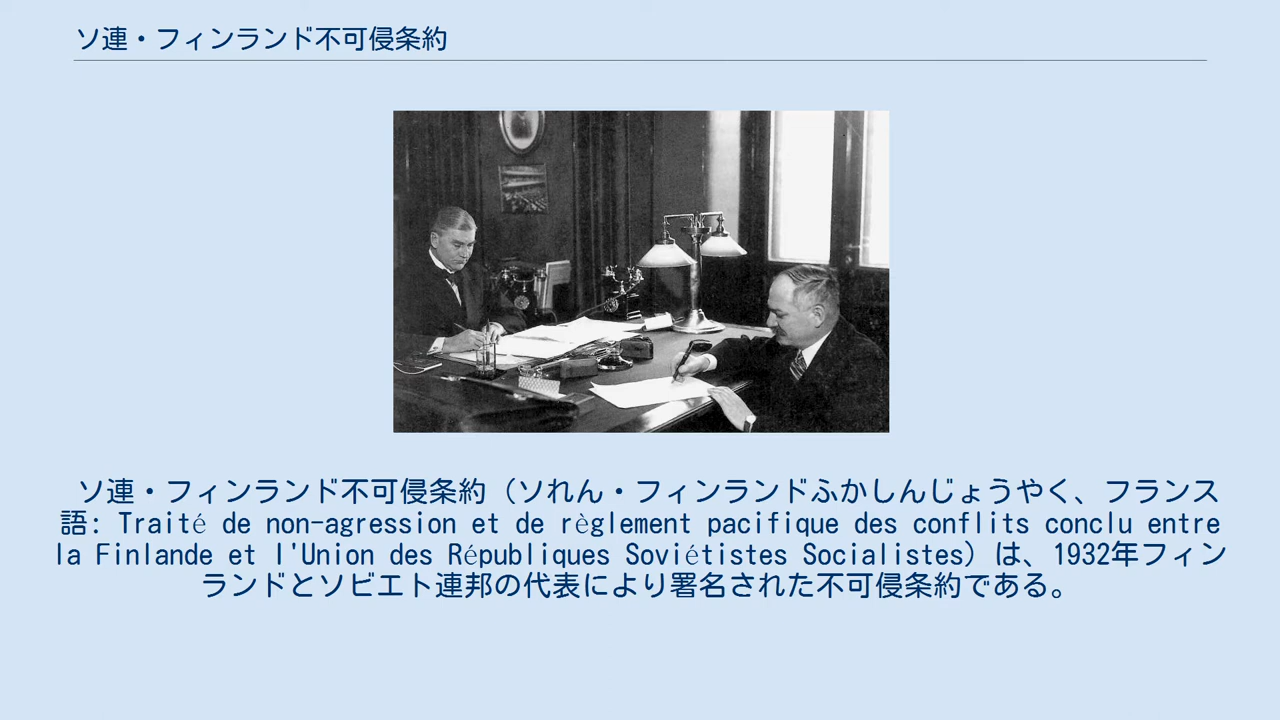 ソ連・フィンランド不可侵条約
ソ連・フィンランド不可侵条約（ソれん・フィンランドふかしんじょうやく、フランス
語: Traité de non-agression et de règlement pacifique des conflits conclu entre
la Finlande et l'Union des Républiques Soviétistes Socialistes）は、1932年フィン
ランドとソビエト連邦の代表により署名された不可侵条約である。